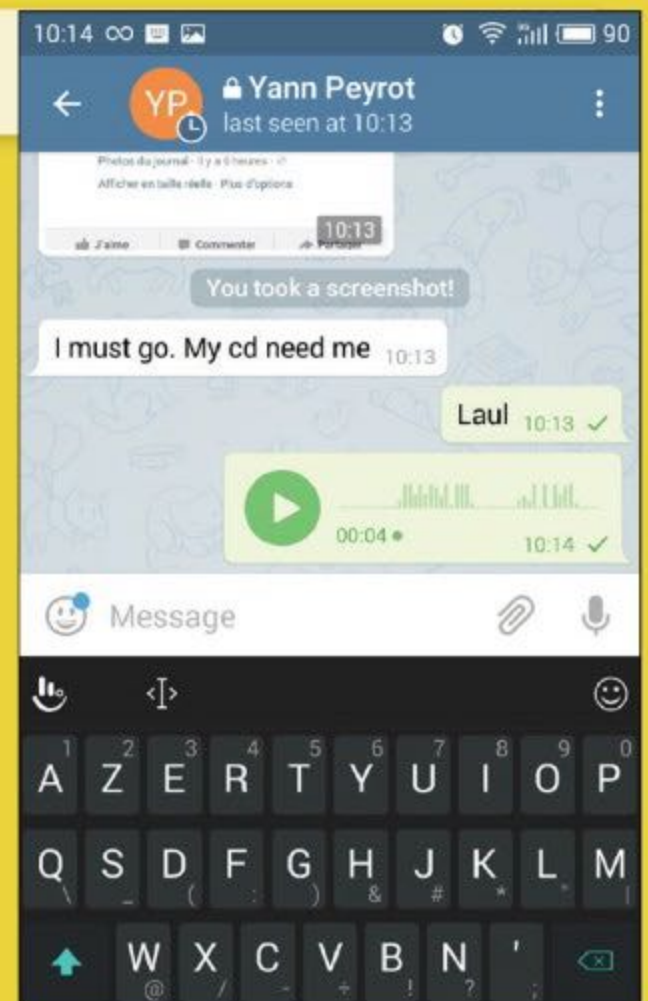 10:14 90
YP Yann Peyrot
last seen at 10:13
Photos du journal · Il y a 6 heures ·
Afficher en taille réelle · Plus d'options
J'aime Commenter Partager 10:13
You took a screenshot!
I must go. My cd need me 10:13
Laul 10:13
00:04 10:14
Message
1 2 3 4 5 6 7 8 9 0
A Z E R T Y U I O P
Q S D F G H J K L M
\ _ ( : ) & # * " |
W X C V B N '
@ / - ÷ ! ? ;